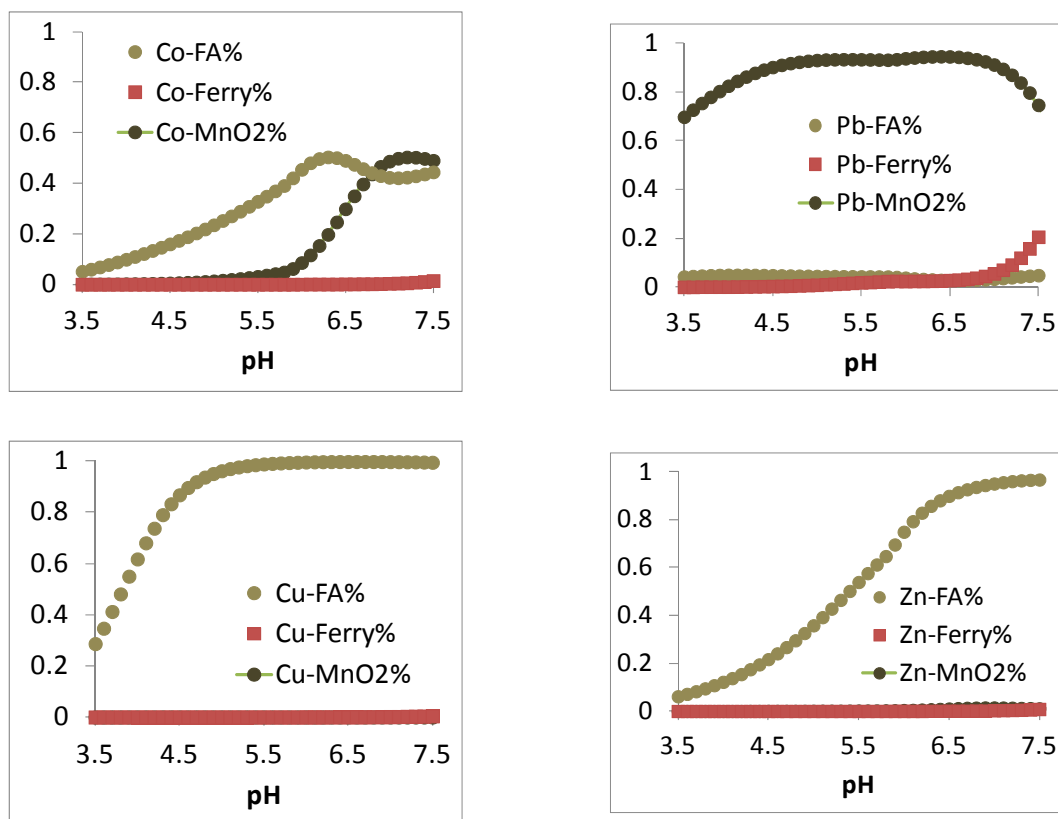 1
0.8
0.6
0.4
0.2
0
Co-FA%
Co-Ferry%
Co-MnO2%
3.5 4.5 5.5 6.5 7.5
pH
1
0.8
0.6
0.4
0.2
0
Pb-FA%
Pb-Ferry%
Pb-MnO2%
3.5 4.5 5.5 6.5 7.5
pH
1
0.8
0.6
0.4
0.2
0
Cu-FA%
Cu-Ferry%
Cu-MnO2%
3.5 4.5 5.5 6.5 7.5
pH
1
0.8
0.6
0.4
0.2
0
Zn-FA%
Zn-Ferry%
Zn-MnO2%
3.5 4.5 5.5 6.5 7.5
pH